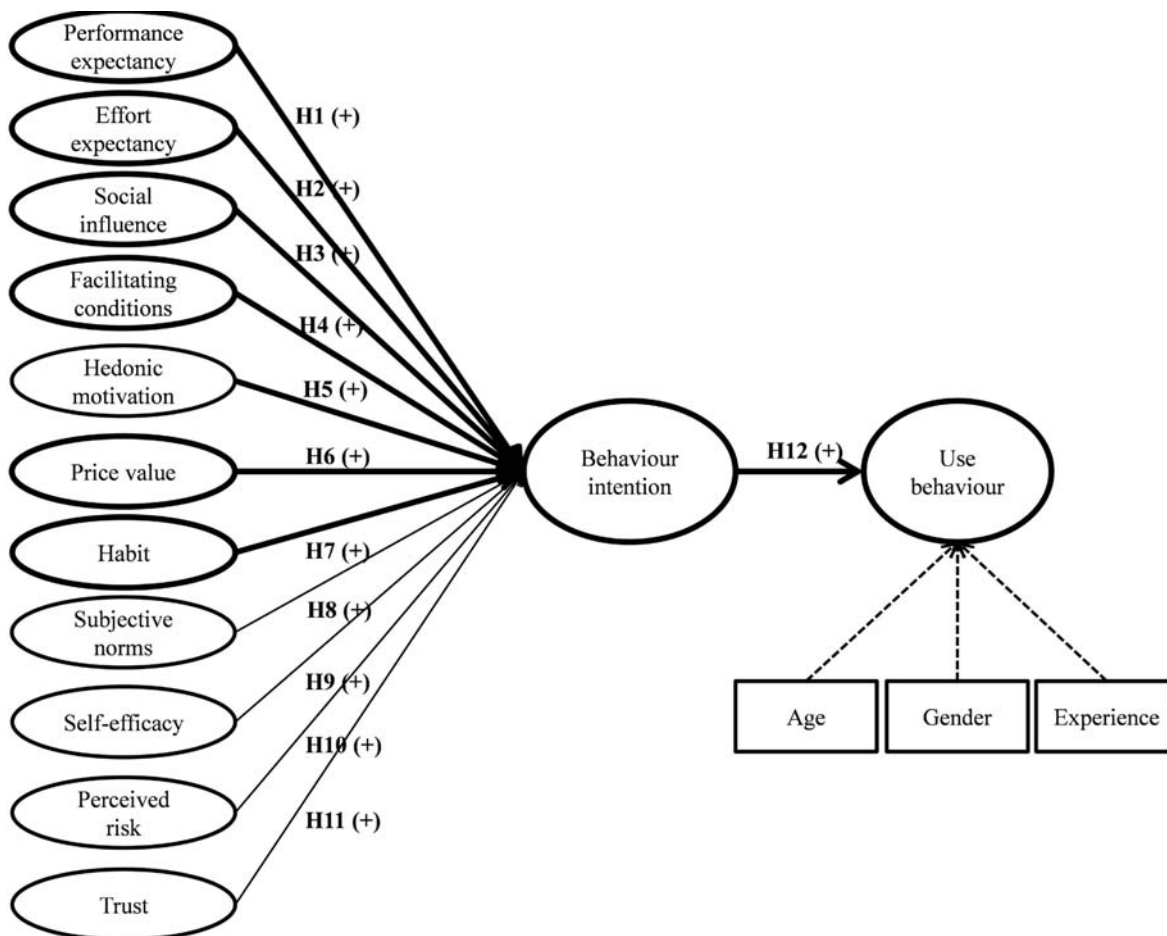 Performance
expectancy
H1 (+)
Effort
expectancy
H2 (+)
Social
influence
H3 (+)
Facilitating
conditions
H4 (+)
Hedonic
motivation
H5 (+)
Price value
H6 (+)
Habit
H7 (+)
Subjective
norms
H8 (+)
Self-efficacy
H9 (+)
Perceived
risk
H10 (+)
Trust
H11 (+)
Behaviour
intention
H12 (+)
Use
behaviour
Age
Gender
Experience